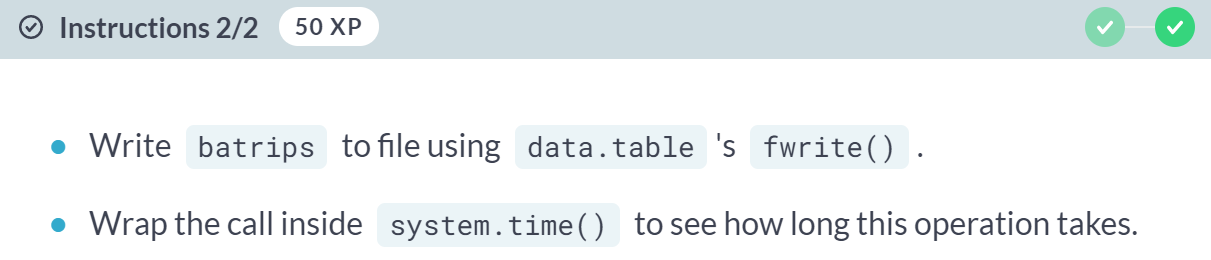 Instructions 2/2 50 XP
Write batrips to file using data.table 's fwrite() .
Wrap the call inside system.time() to see how long this operation takes.